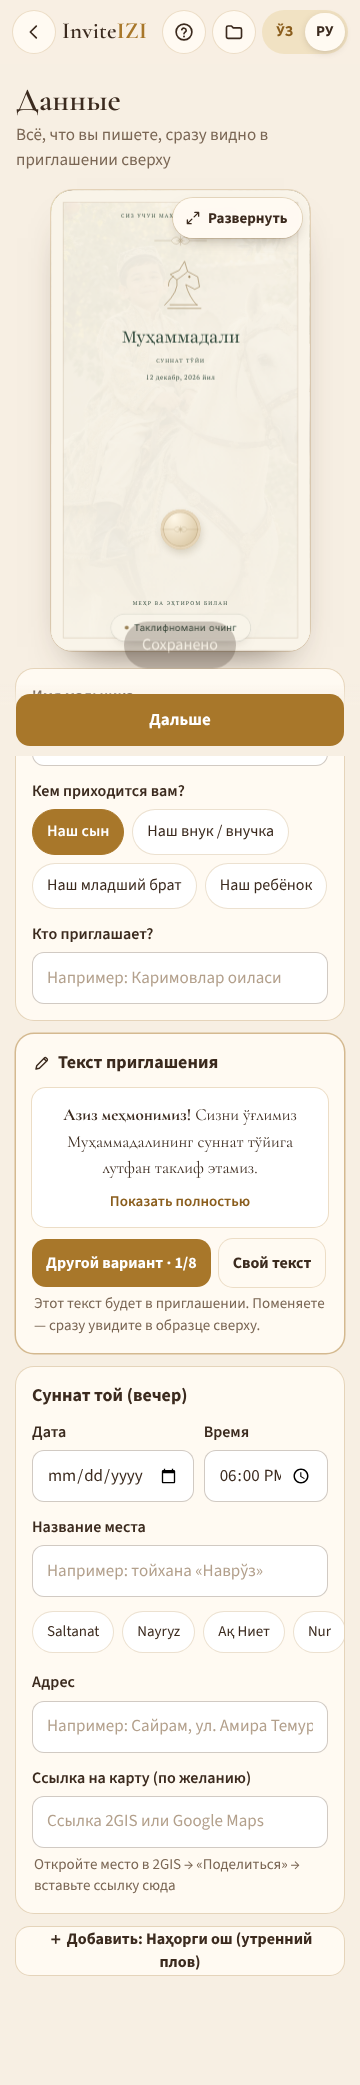 InviteIZI
ЎЗ
РУ
Данные
Всё, что вы пишете, сразу видно в
приглашении сверху
Развернуть
СИЗ УЧУН
Муҳаммадали
СУННАТ ТЎЙИ
12 декабр, 2026 йил
МЕҲР ВА ЭҲТИРОМ БИЛАН
Таклифномани очинг
Сохранено
Дальше
Кем приходится вам?
Наш сын
Наш внук / внучка
Наш младший брат
Наш ребёнок
Кто приглашает?
Например: Каримовлар оиласи
Текст приглашения
Азиз меҳмонимиз! Сизни ўғлимиз
Муҳаммадалининг суннат тўйига
лутфан таклиф этамиз.
Показать полностью
Другой вариант · 1/8
Свой текст
Этот текст будет в приглашении. Поменяете
— сразу увидите в образце сверху.
Суннат той (вечер)
Дата
Время
mm/dd/yyyy
06:00 PM
Название места
Например: тойхана «Наврўз»
Saltanat
Nayryz
Ақ Ниет
Nur
Адрес
Например: Сайрам, ул. Амира Темур
Ссылка на карту (по желанию)
Ссылка 2GIS или Google Maps
Откройте место в 2GIS → «Поделиться» →
вставьте ссылку сюда
+ Добавить: Наҳорги ош (утренний
плов)